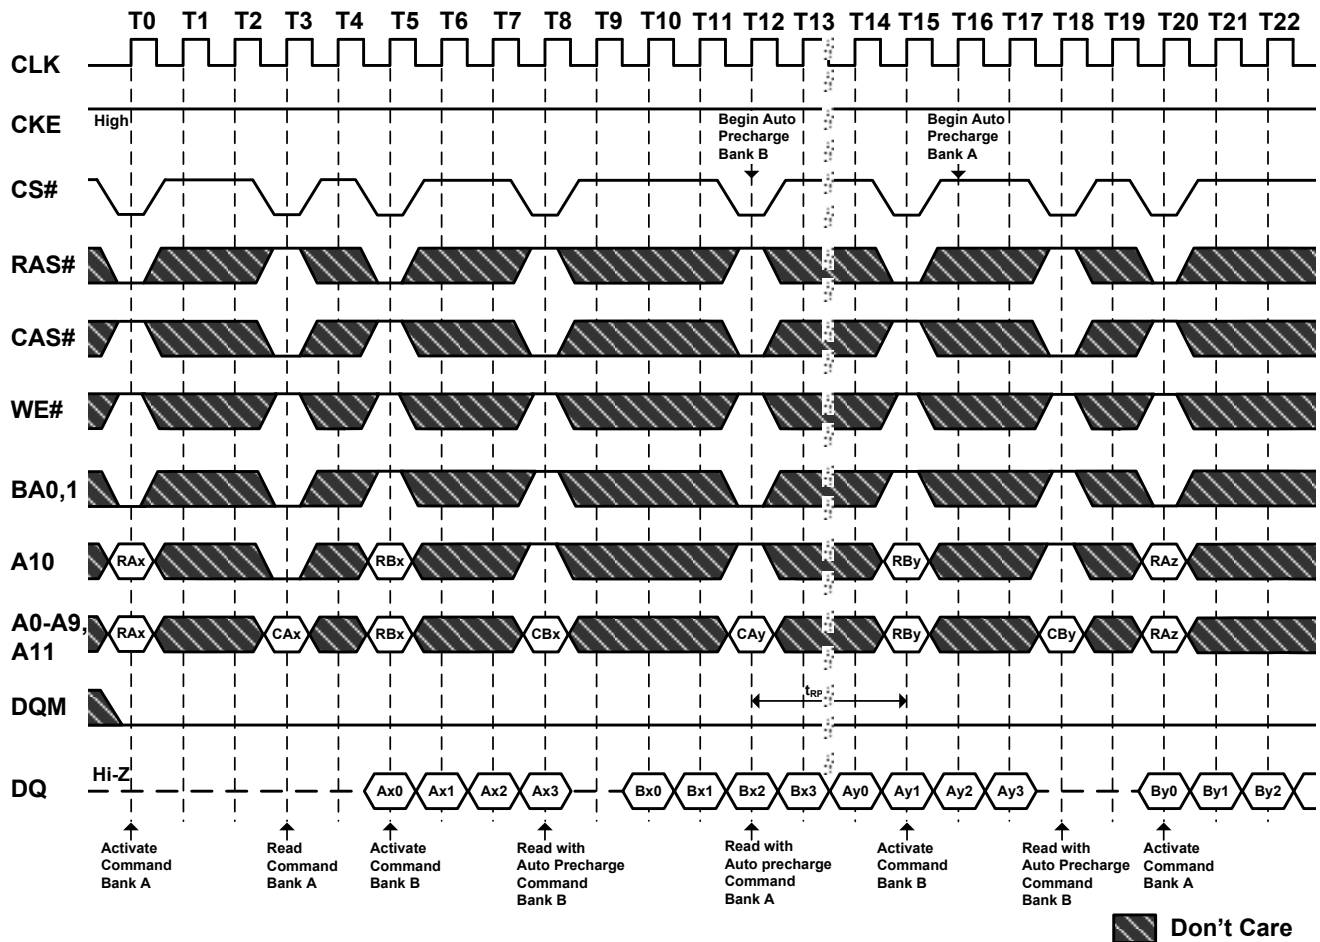 T0 T1 T2 T3 T4 T5 T6 T7 T8 T9 T10 T11 T12 T13 T14 T15 T16 T17 T18 T19 T20 T21 T22
CLK
CKE
High
Begin Auto
Precharge
Bank B
Begin Auto
Precharge
Bank A
CS#
RAS#
CAS#
WE#
BA0,1
A10
RAx RBx RBy RAz
A0-A9,
A11
RAx CAx RBx CBx CAy RBy CBy RAz
DQM
tRP
DQ
Hi-Z
Ax0 Ax1 Ax2 Ax3 Bx0 Bx1 Bx2 Bx3 Ay0 Ay1 Ay2 Ay3 By0 By1 By2
Activate
Command
Bank A
Read
Command
Bank A
Activate
Command
Bank B
Read with
Auto Precharge
Command
Bank B
Read with
Auto precharge
Command
Bank A
Activate
Command
Bank B
Read with
Auto Precharge
Command
Bank B
Activate
Command
Bank A
Don't Care